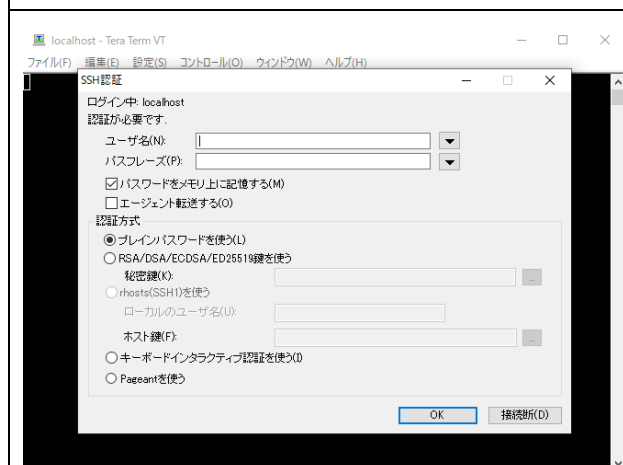 localhost - Tera Term VT
ファイル(F) 編集(E) 設定(S) コントロール(O) ウィンドウ(W) ヘルプ(H)
SSH認証
ログイン中: localhost
認証が必要です.
ユーザ名(N):
パスフレーズ(P):
パスワードをメモリ上に記憶する(M)
エージェント転送する(O)
認証方式
プレインパスワードを使う(L)
RSA/DSA/ECDSA/ED25519鍵を使う
秘密鍵(K):
...
rhosts(SSH1)を使う
ローカルのユーザ名(U):
ホスト鍵(F):
...
キーボードインタラクティブ認証を使う(I)
Pageantを使う
OK 接続断(D)